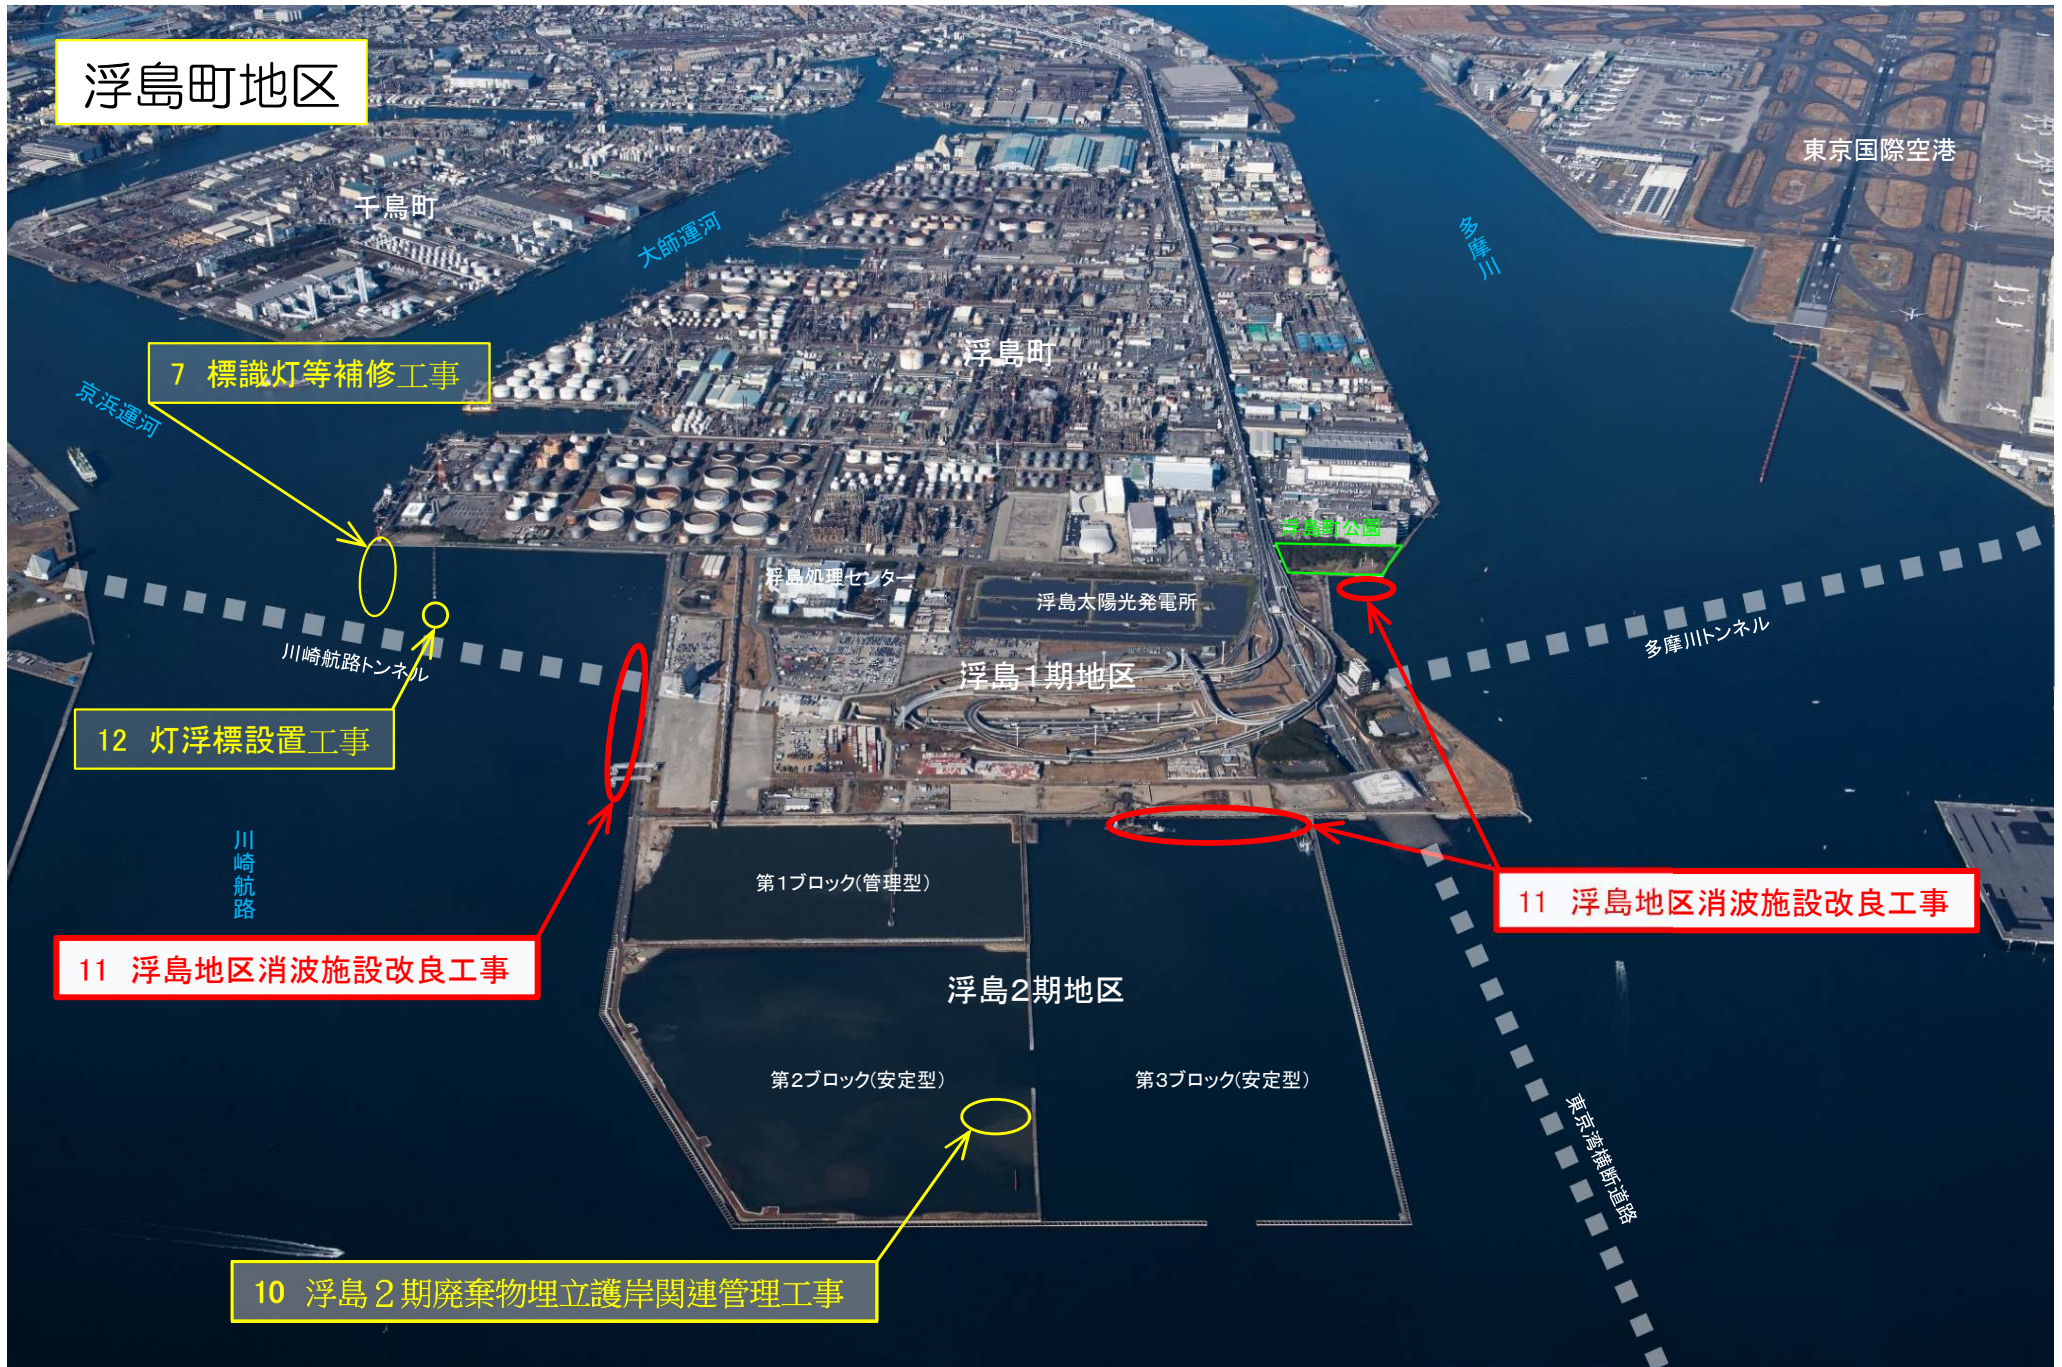 浮島町地区
東京国際空港
千鳥町
大師運河
多摩川
浮島町
7 標識灯等補修工事
京浜運河
浮島町公園
浮島処理センター
浮島太陽光発電所
川崎航路トンネル
多摩川トンネル
浮島1期地区
12 灯浮標設置工事
川崎航路
第1ブロック(管理型)
11 浮島地区消波施設改良工事
11 浮島地区消波施設改良工事
浮島2期地区
第2ブロック(安定型)
第3ブロック(安定型)
東京湾横断道路
10 浮島2期廃棄物埋立護岸関連管理工事